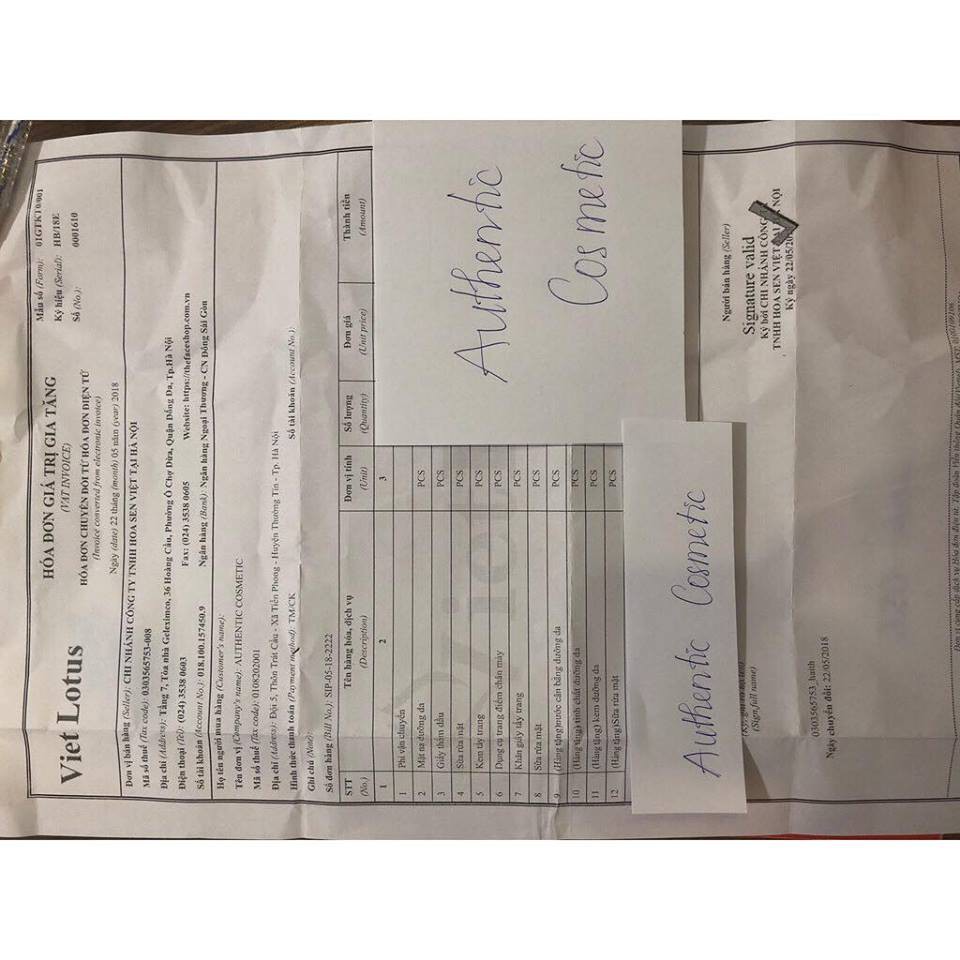 Viet Lotus
HÓA ĐƠN GIÁ TRỊ GIA TĂNG
(VAT INVOICE)
HÓA ĐƠN CHUYỂN ĐỔI TỪ HÓA ĐƠN ĐIỆN TỬ
(Invoice converted from electronic invoice)
Ngày (date) 22 tháng (month) 05 năm (year) 2018
Mẫu số (Form): 01GTKT0/001
Ký hiệu (Serial): HB/18E
Số (No.): 0001610
Đơn vị bán hàng (Seller): CHI NHÁNH CÔNG TY TNHH HOA SEN VIỆT TẠI HÀ NỘI
Mã số thuế (Tax code): 0303565753-008
Địa chỉ (Address): Tầng 7, Tòa nhà Geleximco, 36 Hoàng Cầu, Phường Ô Chợ Dừa, Quận Đống Đa, Tp.Hà Nội
Điện thoại (Tel): (024) 3538 0603 Fax: (024) 3538 0605 Website: https://thefaceshop.com.vn
Số tài khoản (Account No.): 018.100.157450.9 Ngân hàng (Bank): Ngân hàng Ngoại Thương - CN Đông Sài Gòn
Họ tên người mua hàng (Customer's name):
Tên đơn vị (Company's name): AUTHENTIC COSMETIC
Mã số thuế (Tax code): 0108202001
Địa chỉ (Address): Đội 5, Thôn Trát Cầu - Xã Tiền Phong - Huyện Thường Tín - Tp. Hà Nội
Hình thức thanh toán (Payment method): TM/CK Số tài khoản (Account No.):
Ghi chú (Note):
Số đơn hàng (Bill No.): SIP-05-18-2222
STT Tên hàng hóa, dịch vụ Đơn vị tính Số lượng Đơn giá Thành tiền
(No.) (Description) (Unit) (Quantity) (Unit price) (Amount)
1 2 3
1 Phí vận chuyển
2 Mặt nạ dưỡng da PCS
3 Giấy thấm dầu PCS
4 Sữa rửa mặt PCS
5 Kem tẩy trang PCS
6 Dụng cụ trang điểm chân mày PCS
7 Khăn giấy tẩy trang PCS
8 Sữa rửa mặt PCS
9 (Hàng tặng)nước cân bằng dưỡng da PCS
10 (Hàng tặng) tinh chất dưỡng da PCS
11 (Hàng tặng) kem dưỡng da PCS
12 (Hàng tặng)Sữa rửa mặt PCS
Authentic
Cosmetic
Authentic Cosmetic
(Sign,full name)
Người bán hàng (Seller)
Signature valid
Ký bởi CHI NHÁNH CÔNG
TNHH HOA SEN VIỆT TẠI NỘI
Ký ngày 22/05/20
0303565753_hanh
Ngày chuyển đổi: 22/05/2018